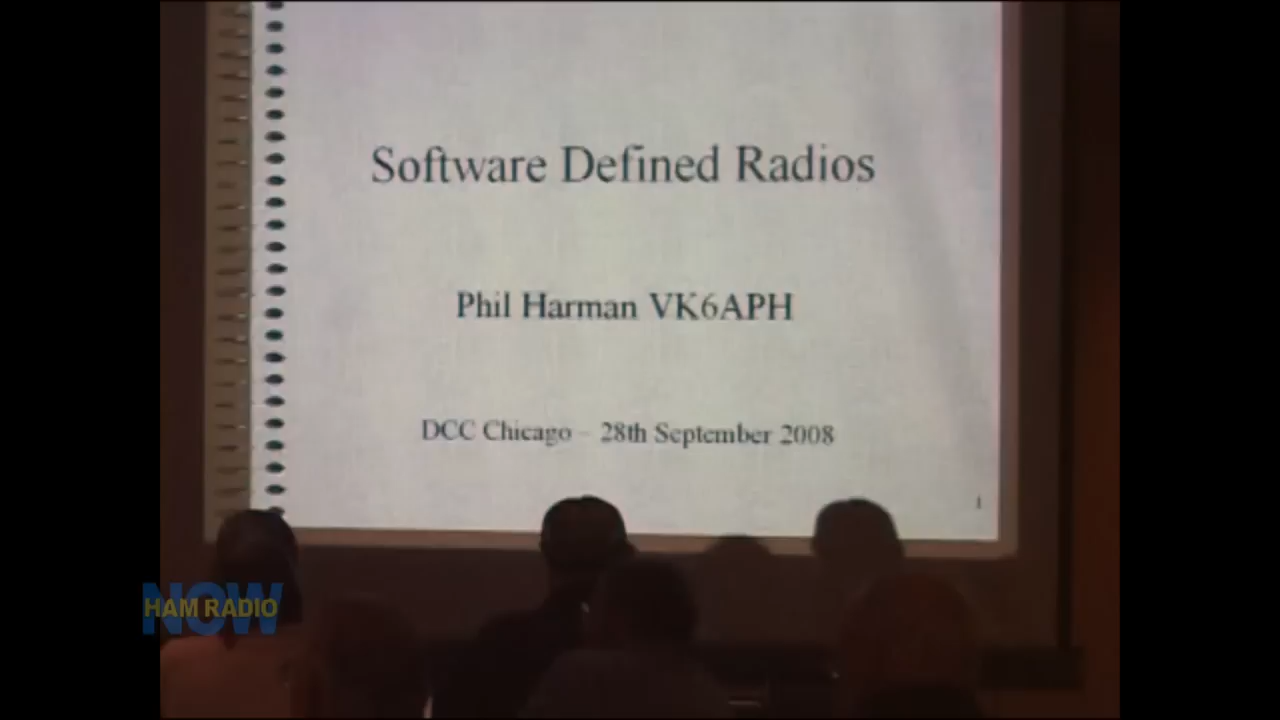 Software Defined Radios
Phil Harman VK6APH
DCC Chicago – 28th September 2008
1
NOW
HAM RADIO